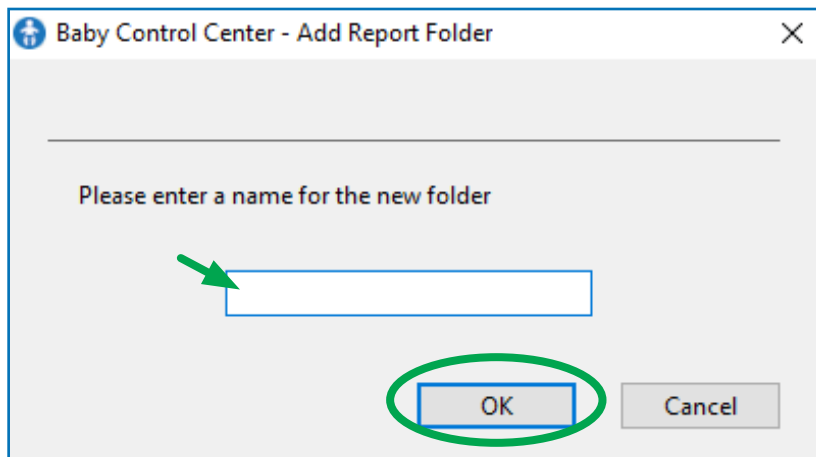 Baby Control Center - Add Report Folder
Please enter a name for the new folder
OK
Cancel